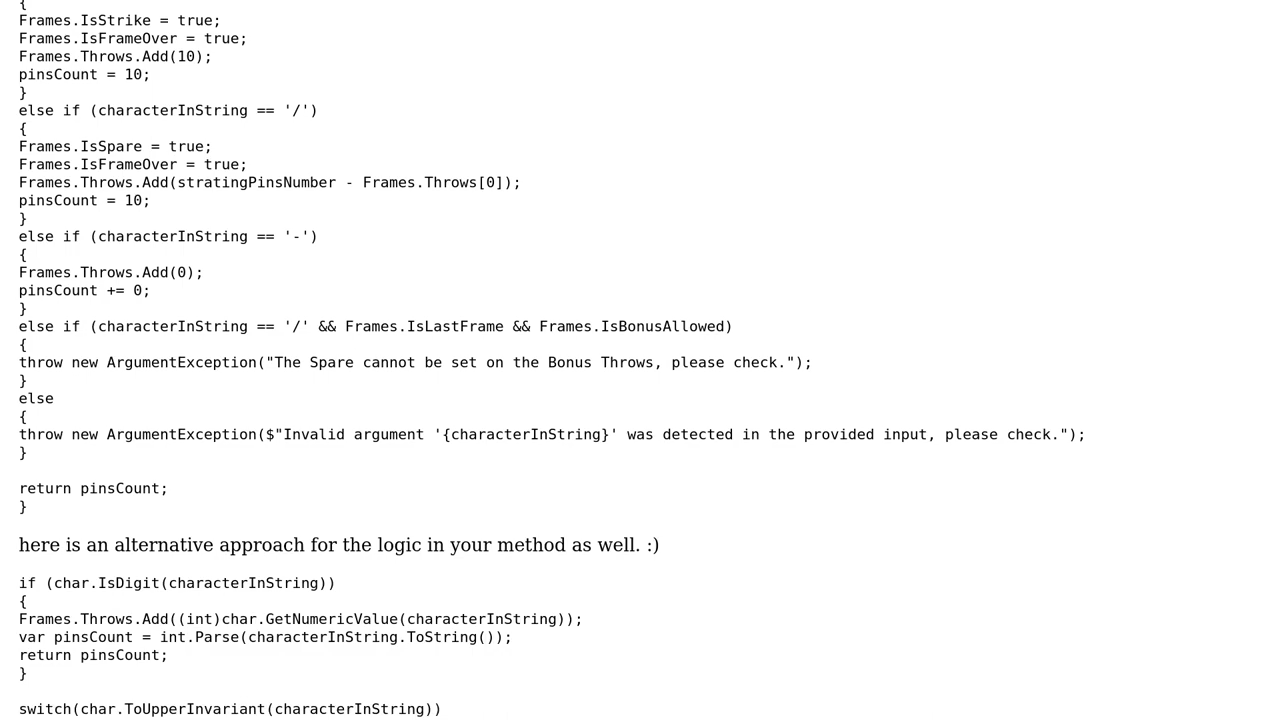 {
Frames.IsStrike = true;
Frames.IsFrameOver = true;
Frames.Throws.Add(10);
pinsCount = 10;
}
else if (characterInString == '/')
{
Frames.IsSpare = true;
Frames.IsFrameOver = true;
Frames.Throws.Add(stratingPinsNumber - Frames.Throws[0]);
pinsCount = 10;
}
else if (characterInString == '-')
{
Frames.Throws.Add(0);
pinsCount += 0;
}
else if (characterInString == '/' && Frames.IsLastFrame && Frames.IsBonusAllowed)
{
throw new ArgumentException("The Spare cannot be set on the Bonus Throws, please check.");
}
else
{
throw new ArgumentException($"Invalid argument '{characterInString}' was detected in the provided input, please check.");
}

return pinsCount;
}

here is an alternative approach for the logic in your method as well. :)

if (char.IsDigit(characterInString))
{
Frames.Throws.Add((int)char.GetNumericValue(characterInString));
var pinsCount = int.Parse(characterInString.ToString());
return pinsCount;
}

switch(char.ToUpperInvariant(characterInString))